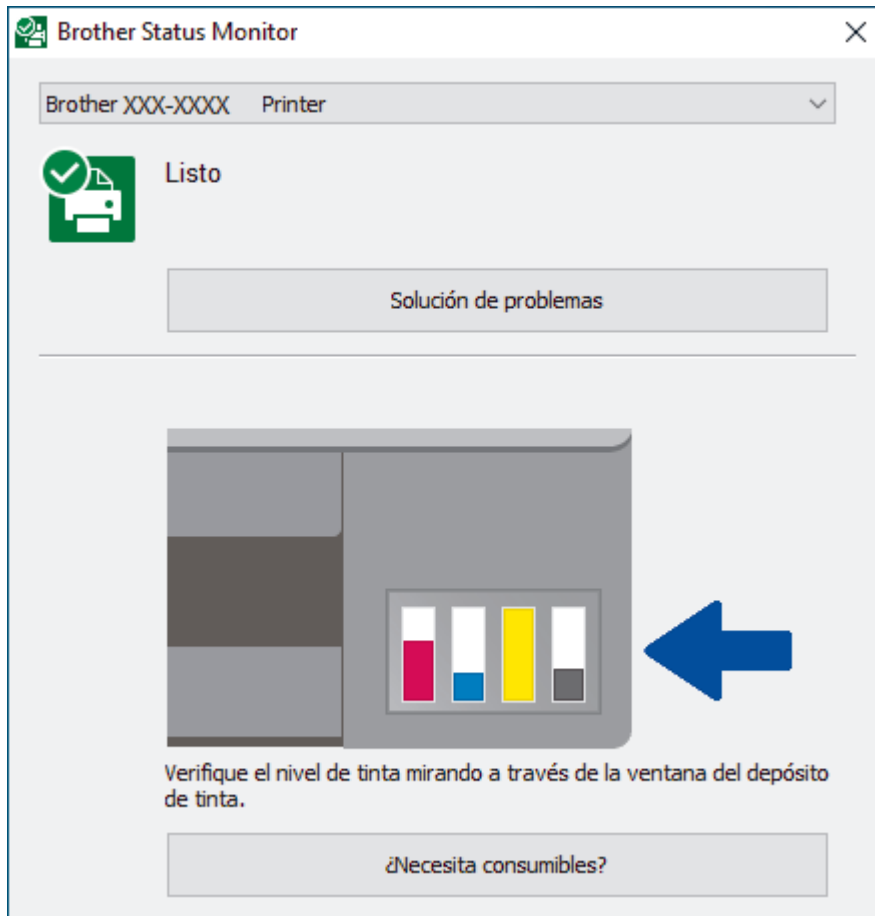 Brother Status Monitor
Brother XXX-XXXX Printer
Listo
Solución de problemas
Verifique el nivel de tinta mirando a través de la ventana del depósito
de tinta.
¿Necesita consumibles?